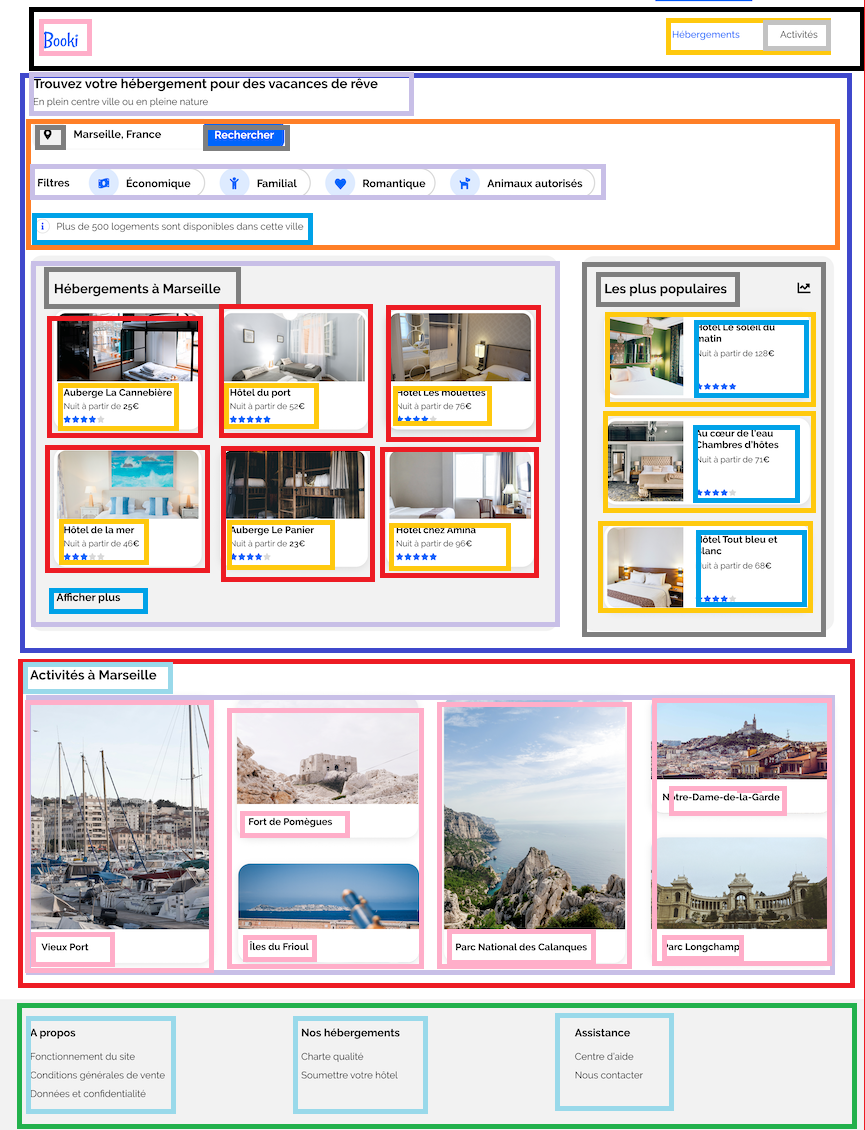 Booki
Hébergements
Activités
Trouvez votre hébergement pour des vacances de rêve
En plein centre ville ou en pleine nature
Marseille, France
Rechercher
Filtres
Économique
Familial
Romantique
Animaux autorisés
Plus de 500 logements sont disponibles dans cette ville
Hébergements à Marseille
Auberge La Cannebière
Nuit à partir de 25€
Hôtel du port
Nuit à partir de 52€
Hôtel Les mouettes
Nuit à partir de 76€
Hôtel de la mer
Nuit à partir de 46€
Auberge Le Panier
Nuit à partir de 23€
Hôtel chez Amina
Nuit à partir de 96€
Afficher plus
Les plus populaires
Hôtel Le soleil du
matin
Nuit à partir de 128€
Au cœur de l'eau
Chambres d'hôtes
Nuit à partir de 71€
Hôtel Tout bleu et
blanc
Nuit à partir de 68€
Activités à Marseille
Vieux Port
Fort de Pomègues
Îles du Frioul
Parc National des Calanques
Notre-Dame-de-la-Garde
Parc Longchamp
A propos
Fonctionnement du site
Conditions générales de vente
Données et confidentialité
Nos hébergements
Charte qualité
Soumettre votre hôtel
Assistance
Centre d'aide
Nous contacter